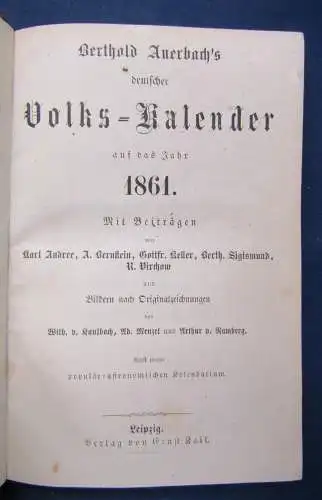 Berthold Auerbach's
deutscher
Volks=Kalender
auf das Jahr
1861.
Mit Beiträgen
von
Karl Andree, A. Bernstein, Gottfr. Keller, Berth. Sigismund,
R. Virchow
und
Bildern nach Originalzeichnungen
von
Wilh. v. Kaulbach, Ad. Menzel und Arthur v. Ramberg.
Nebst einem
populär=astronomischen Kalendarium.
Leipzig.
Verlag von Ernst Keil.